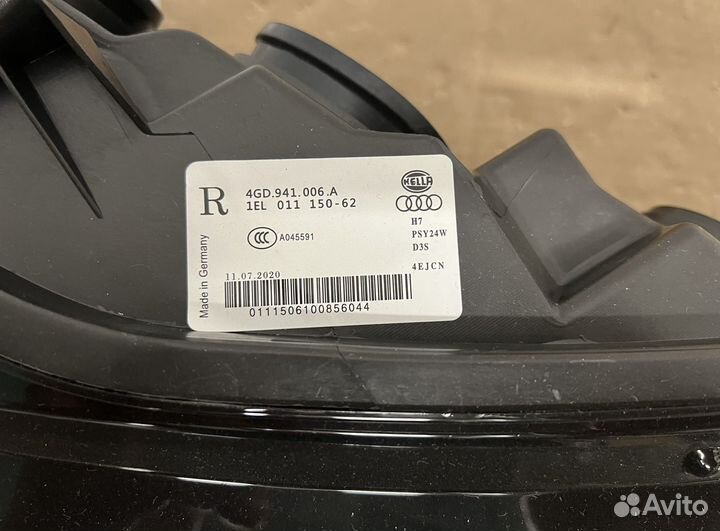 R
4GD.941.006.A
1EL 011 150-62
HELLA
CCC
A045591
H7
PSY24W
D3S
4EJCN
Made in Germany
11.07.2020
0111506100856044
Avito